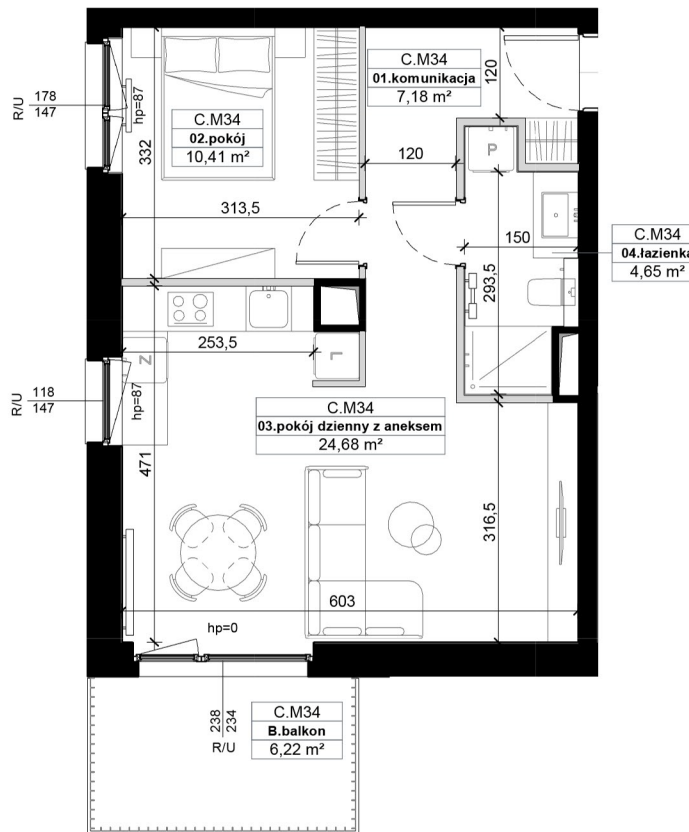 C.M34
01.komunikacja
7,18 m²
120
178
147
R/U
hp=87
332
C.M34
02.pokój
10,41 m²
120
P
313,5
150
C.M34
04.łazienka
4,65 m²
293,5
253,5
Z
L
118
147
R/U
hp=87
C.M34
03.pokój dzienny z aneksem
24,68 m²
471
316,5
603
hp=0
238
234
R/U
C.M34
B.balkon
6,22 m²